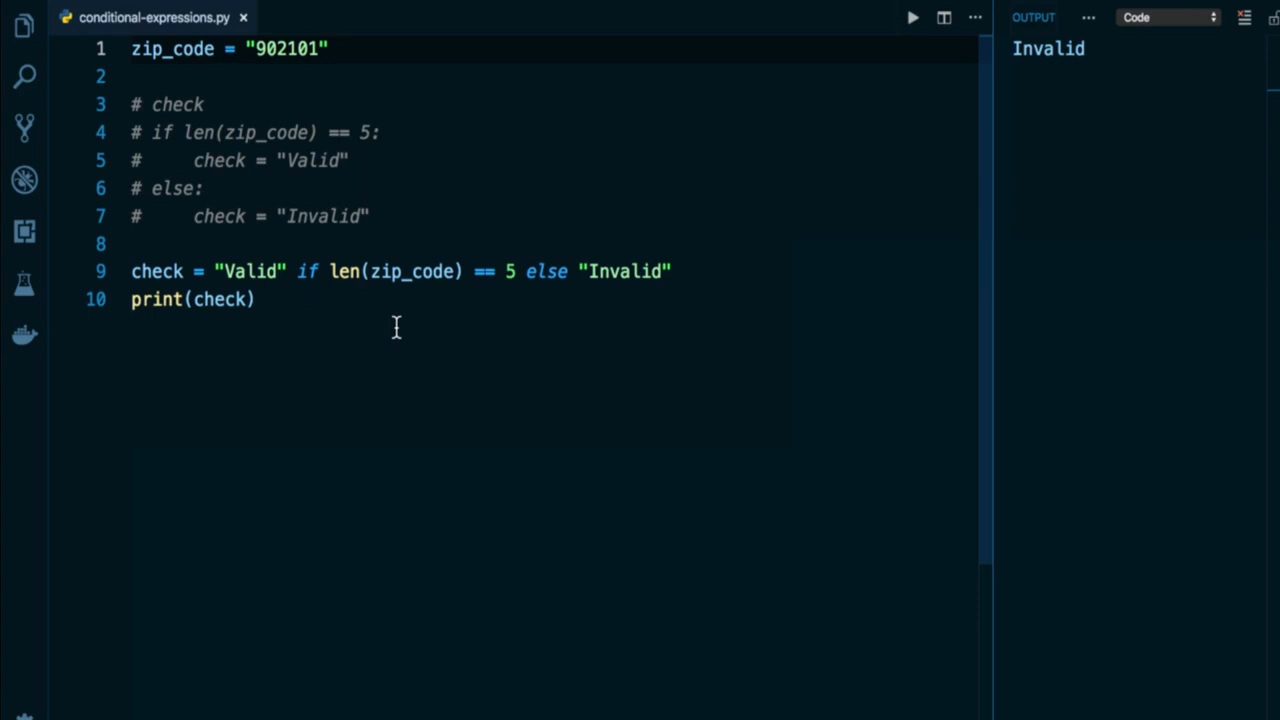 conditional-expressions.py ×
OUTPUT ... Code
1 zip_code = "902101"
2
3 # check
4 # if len(zip_code) == 5:
5 #     check = "Valid"
6 # else:
7 #     check = "Invalid"
8
9 check = "Valid" if len(zip_code) == 5 else "Invalid"
10 print(check)
Invalid